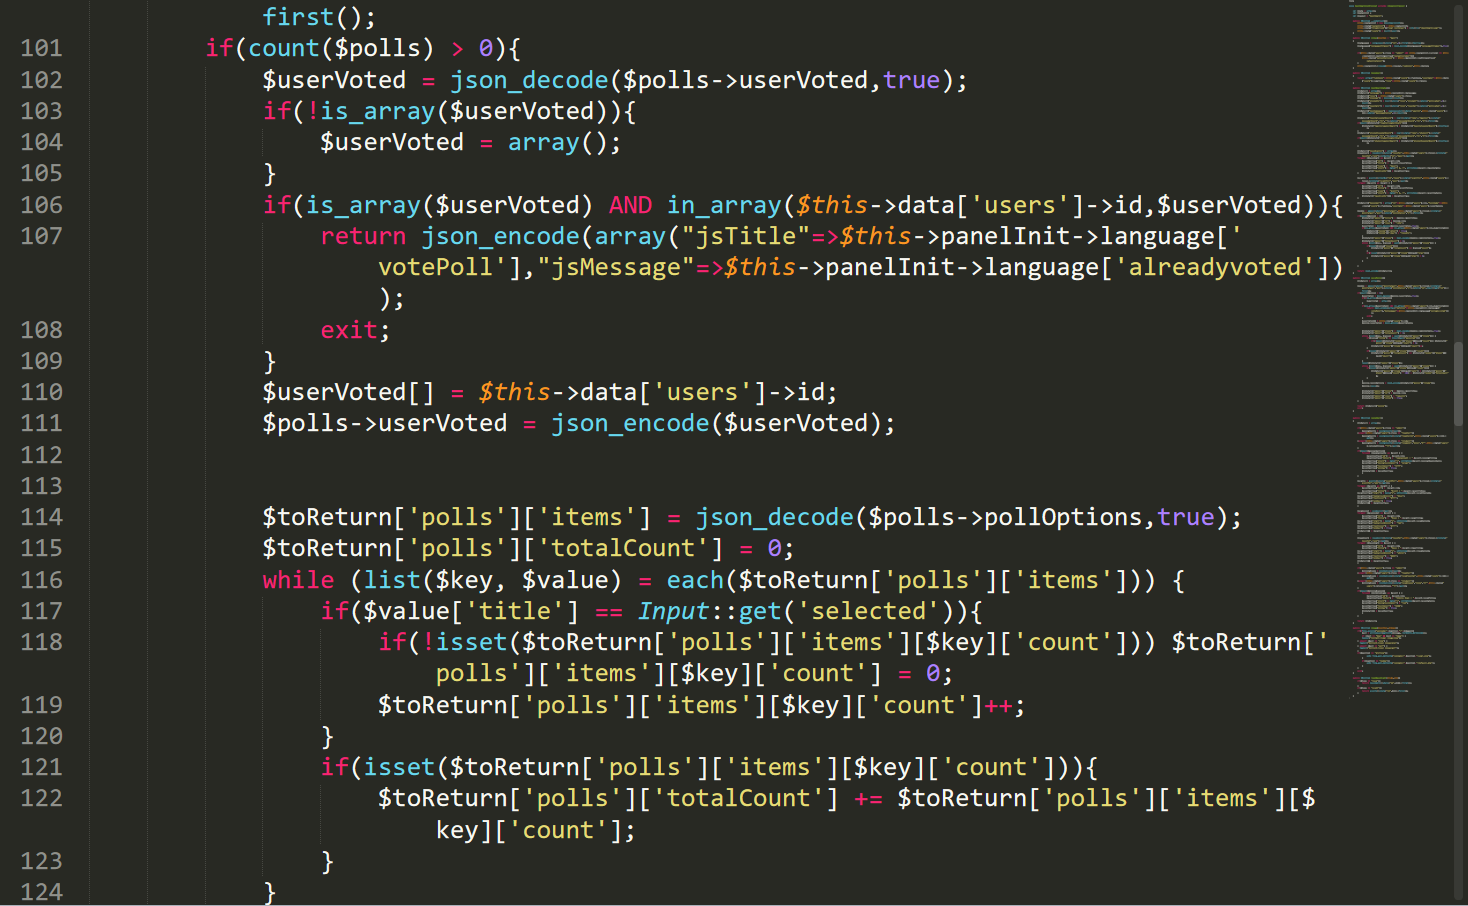 first();
101 if(count($polls) > 0){
102 $userVoted = json_decode($polls->userVoted,true);
103 if(!is_array($userVoted)){
104 $userVoted = array();
105 }
106 if(is_array($userVoted) AND in_array($this->data['users']->id,$userVoted)){
107 return json_encode(array("jsTitle"=>$this->panelInit->language['
votePoll'],"jsMessage"=>$this->panelInit->language['alreadyvoted'])
);
108 exit;
109 }
110 $userVoted[] = $this->data['users']->id;
111 $polls->userVoted = json_encode($userVoted);
112
113
114 $toReturn['polls']['items'] = json_decode($polls->pollOptions,true);
115 $toReturn['polls']['totalCount'] = 0;
116 while (list($key, $value) = each($toReturn['polls']['items'])) {
117 if($value['title'] == Input::get('selected')){
118 if(!isset($toReturn['polls']['items'][$key]['count'])) $toReturn['
polls']['items'][$key]['count'] = 0;
119 $toReturn['polls']['items'][$key]['count']++;
120 }
121 if(isset($toReturn['polls']['items'][$key]['count'])){
122 $toReturn['polls']['totalCount'] += $toReturn['polls']['items'][$
key]['count'];
123 }
124 }